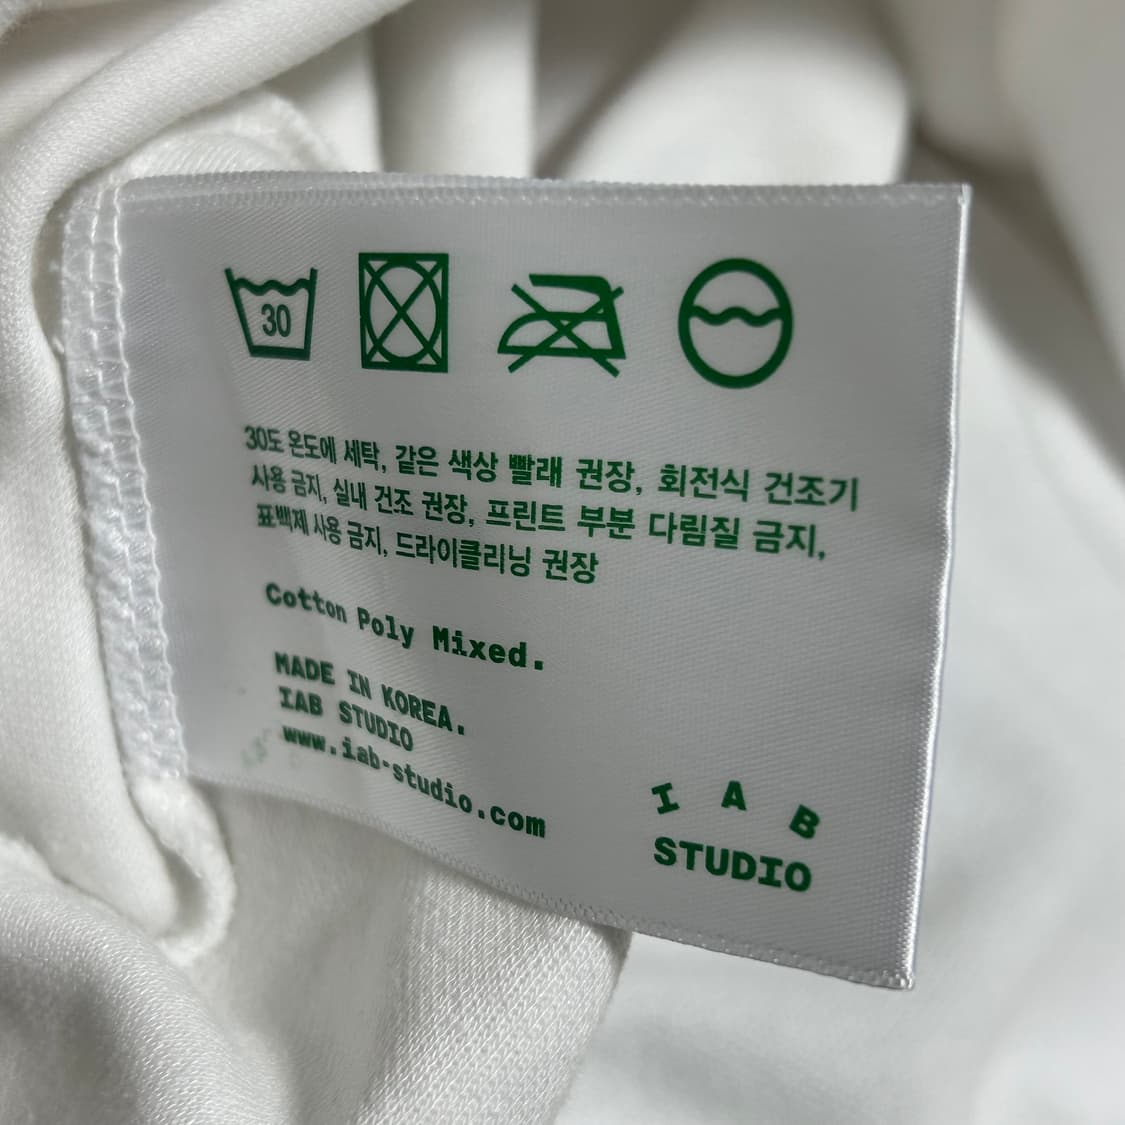 30
30도 온도에 세탁, 같은 색상 빨래 권장, 회전식 건조기
사용 금지, 실내 건조 권장, 프린트 부분 다림질 금지,
표백제 사용 금지, 드라이클리닝 권장
Cotton Poly Mixed.
MADE IN KOREA.
IAB STUDIO
www.iab-studio.com
I A B
STUDIO